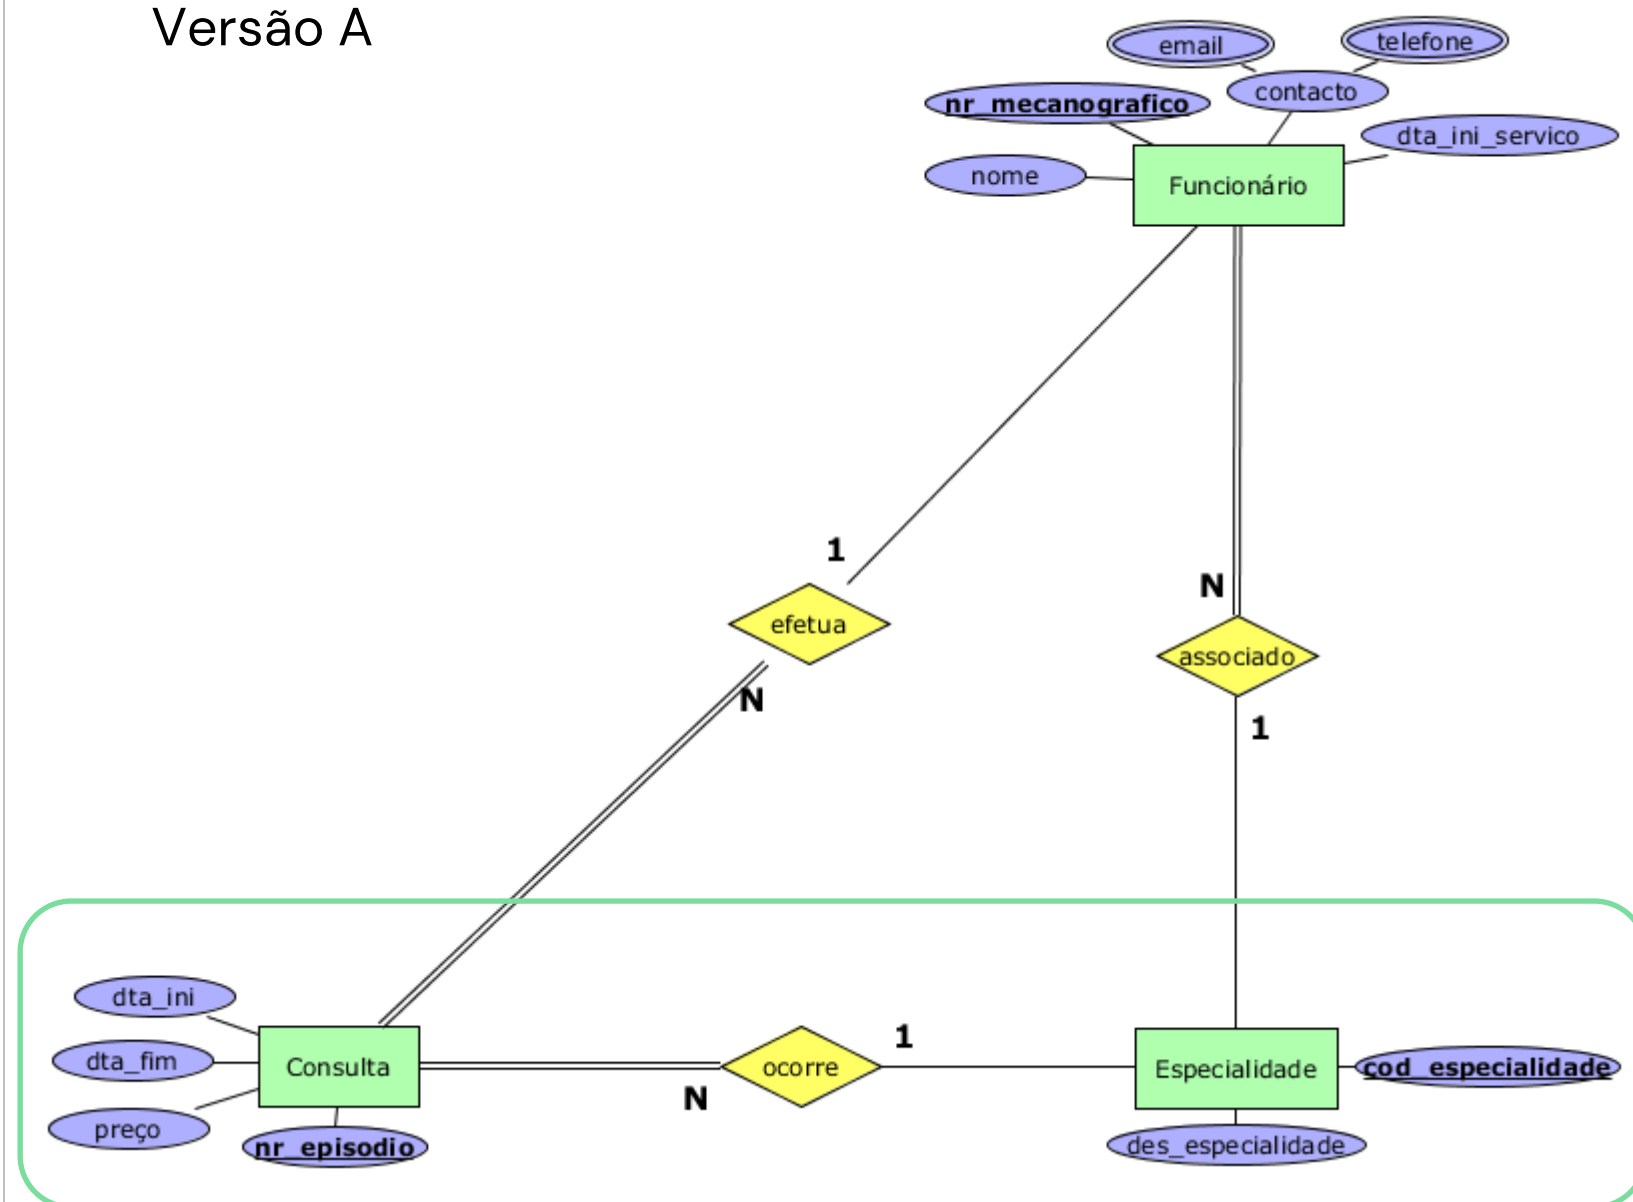 Versão A
email
telefone
contacto
nr_mecanografico
dta_ini_servico
nome
Funcionário
1
efetua
N
N
associado
1
dta_ini
dta_fim
Consulta
preço
nr_episodio
N
ocorre
1
Especialidade
cod_especialidade
des_especialidade